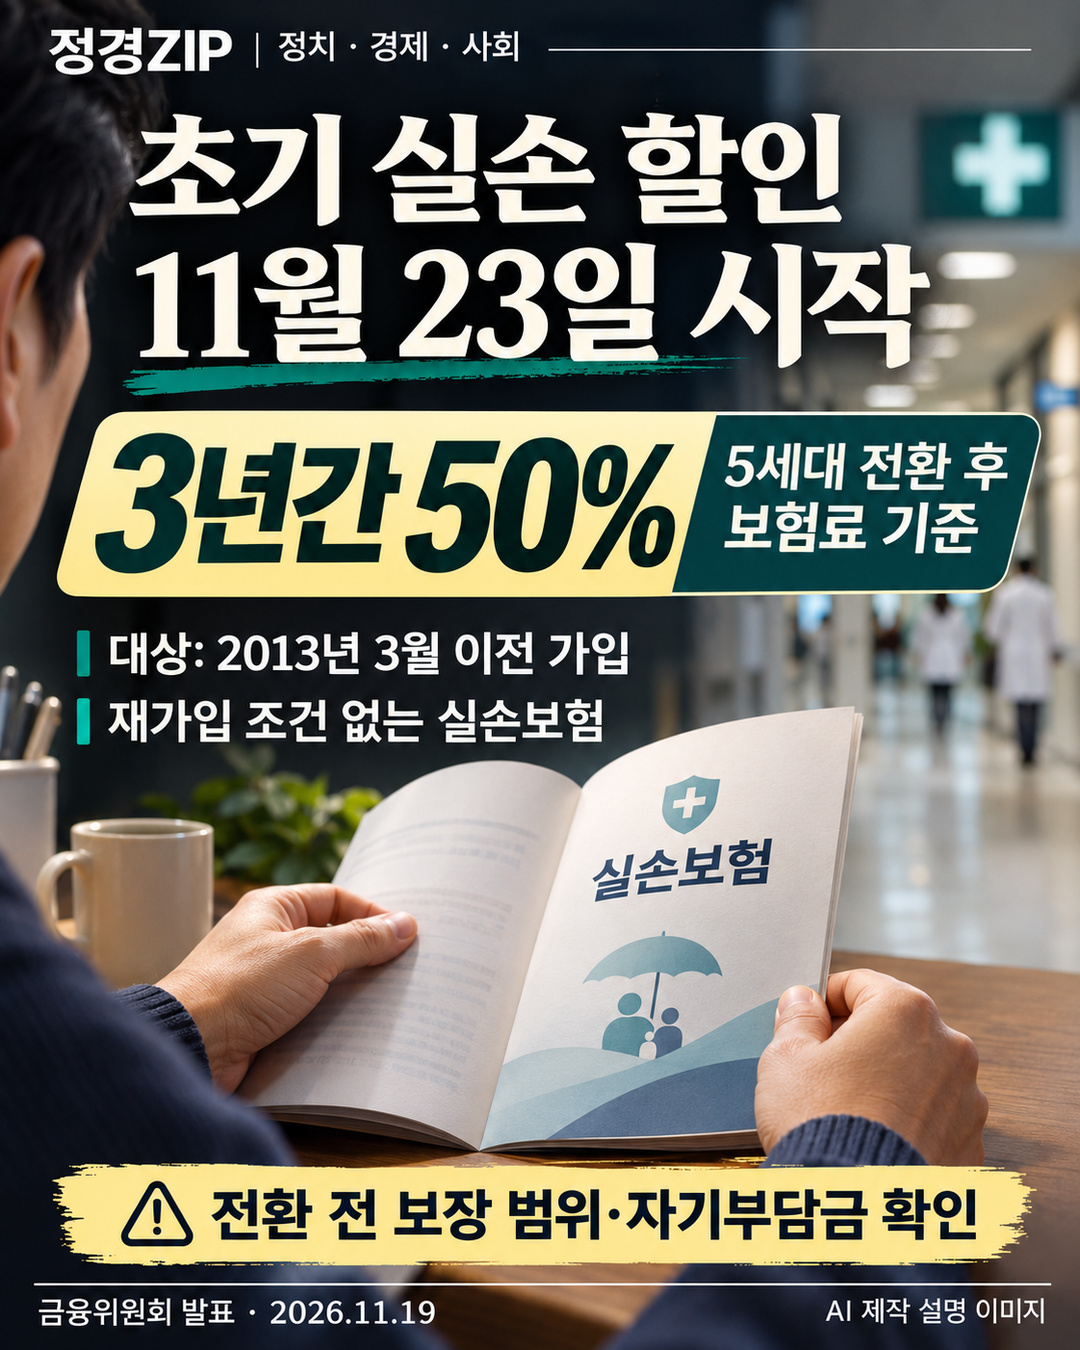 정경ZIP | 정치 · 경제 · 사회
초기 실손 할인
11월 23일 시작
3년간 50%
5세대 전환 후
보험료 기준
대상: 2013년 3월 이전 가입
재가입 조건 없는 실손보험
실손보험
전환 전 보장 범위·자기부담금 확인
금융위원회 발표 · 2026.11.19
AI 제작 설명 이미지